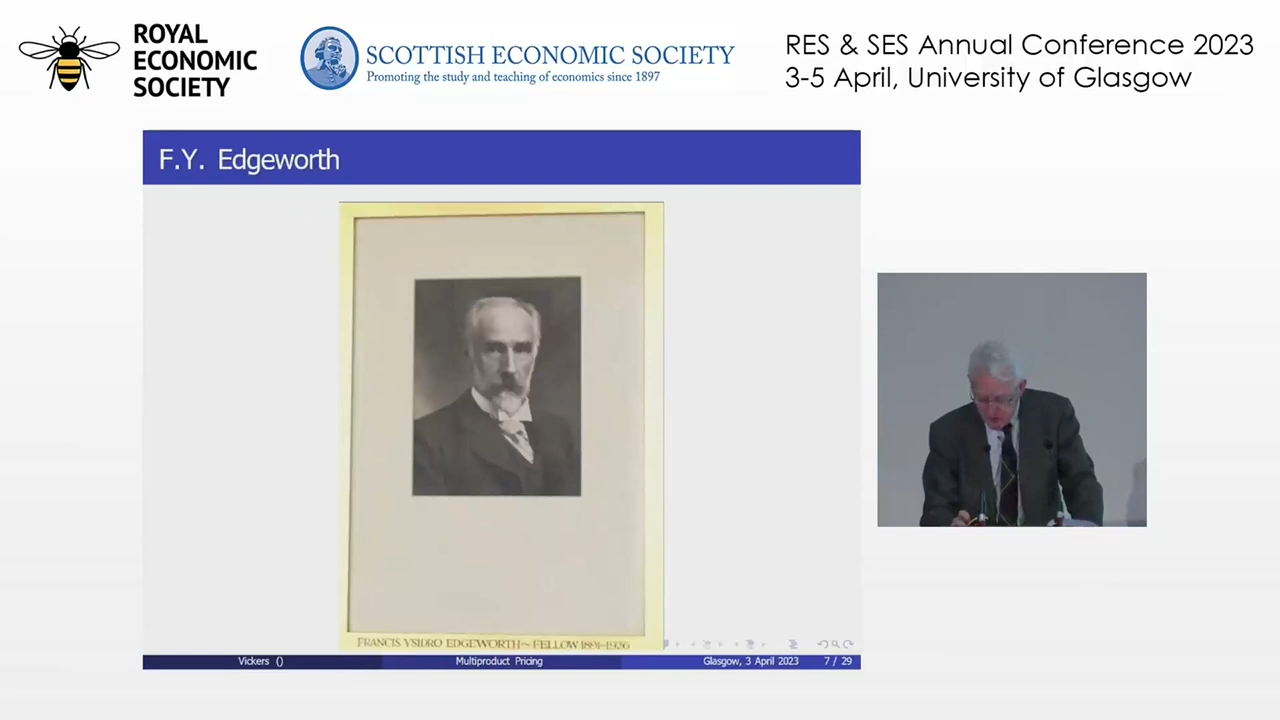 ROYAL
ECONOMIC
SOCIETY
SCOTTISH ECONOMIC SOCIETY
Promoting the study and teaching of economics since 1897
RES & SES Annual Conference 2023
3-5 April, University of Glasgow
F.Y. Edgeworth
FRANCIS YSIDRO EDGEWORTH~FELLOW 1891-1926
Vickers ()
Multiproduct Pricing
Glasgow, 3 April 2023
7 / 29